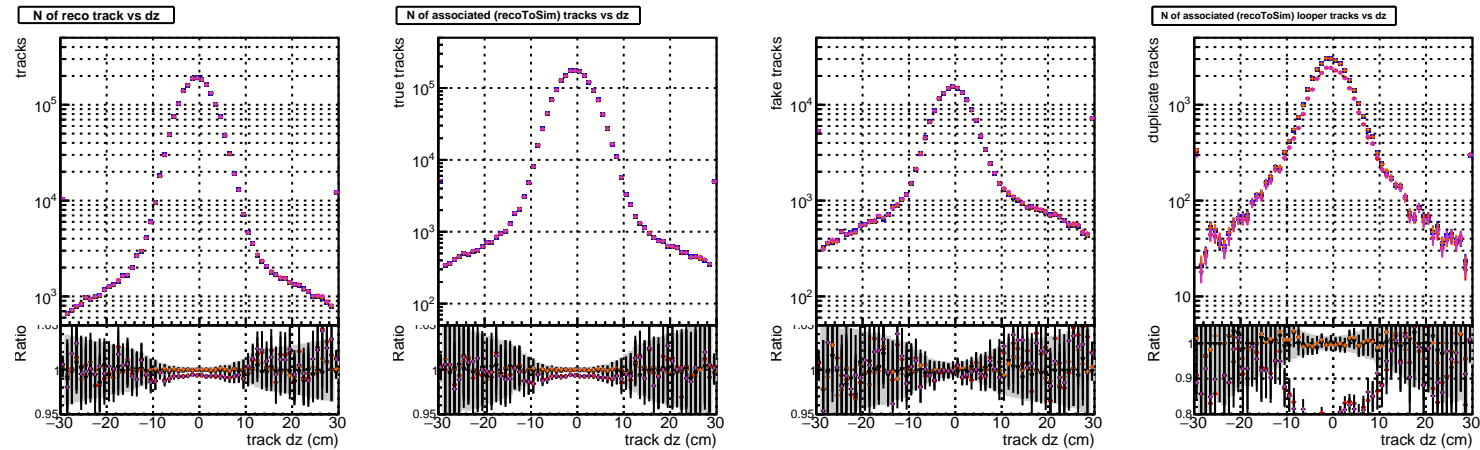 N of reco track vs dz
tracks
10^5
10^4
10^3
Ratio
1
0.95
−30 −20 −10 0 10 20 30
track dz (cm)
N of associated (recoToSim) tracks vs dz
true tracks
10^5
10^4
10^3
10^2
Ratio
1
0.95
−30 −20 −10 0 10 20 30
track dz (cm)
fake tracks
10^4
10^3
10^2
Ratio
1
0.95
−30 −20 −10 0 10 20 30
track dz (cm)
N of associated (recoToSim) looper tracks vs dz
duplicate tracks
10^3
10^2
10
Ratio
1
0.9
0.8
−30 −20 −10 0 10 20 30
track dz (cm)